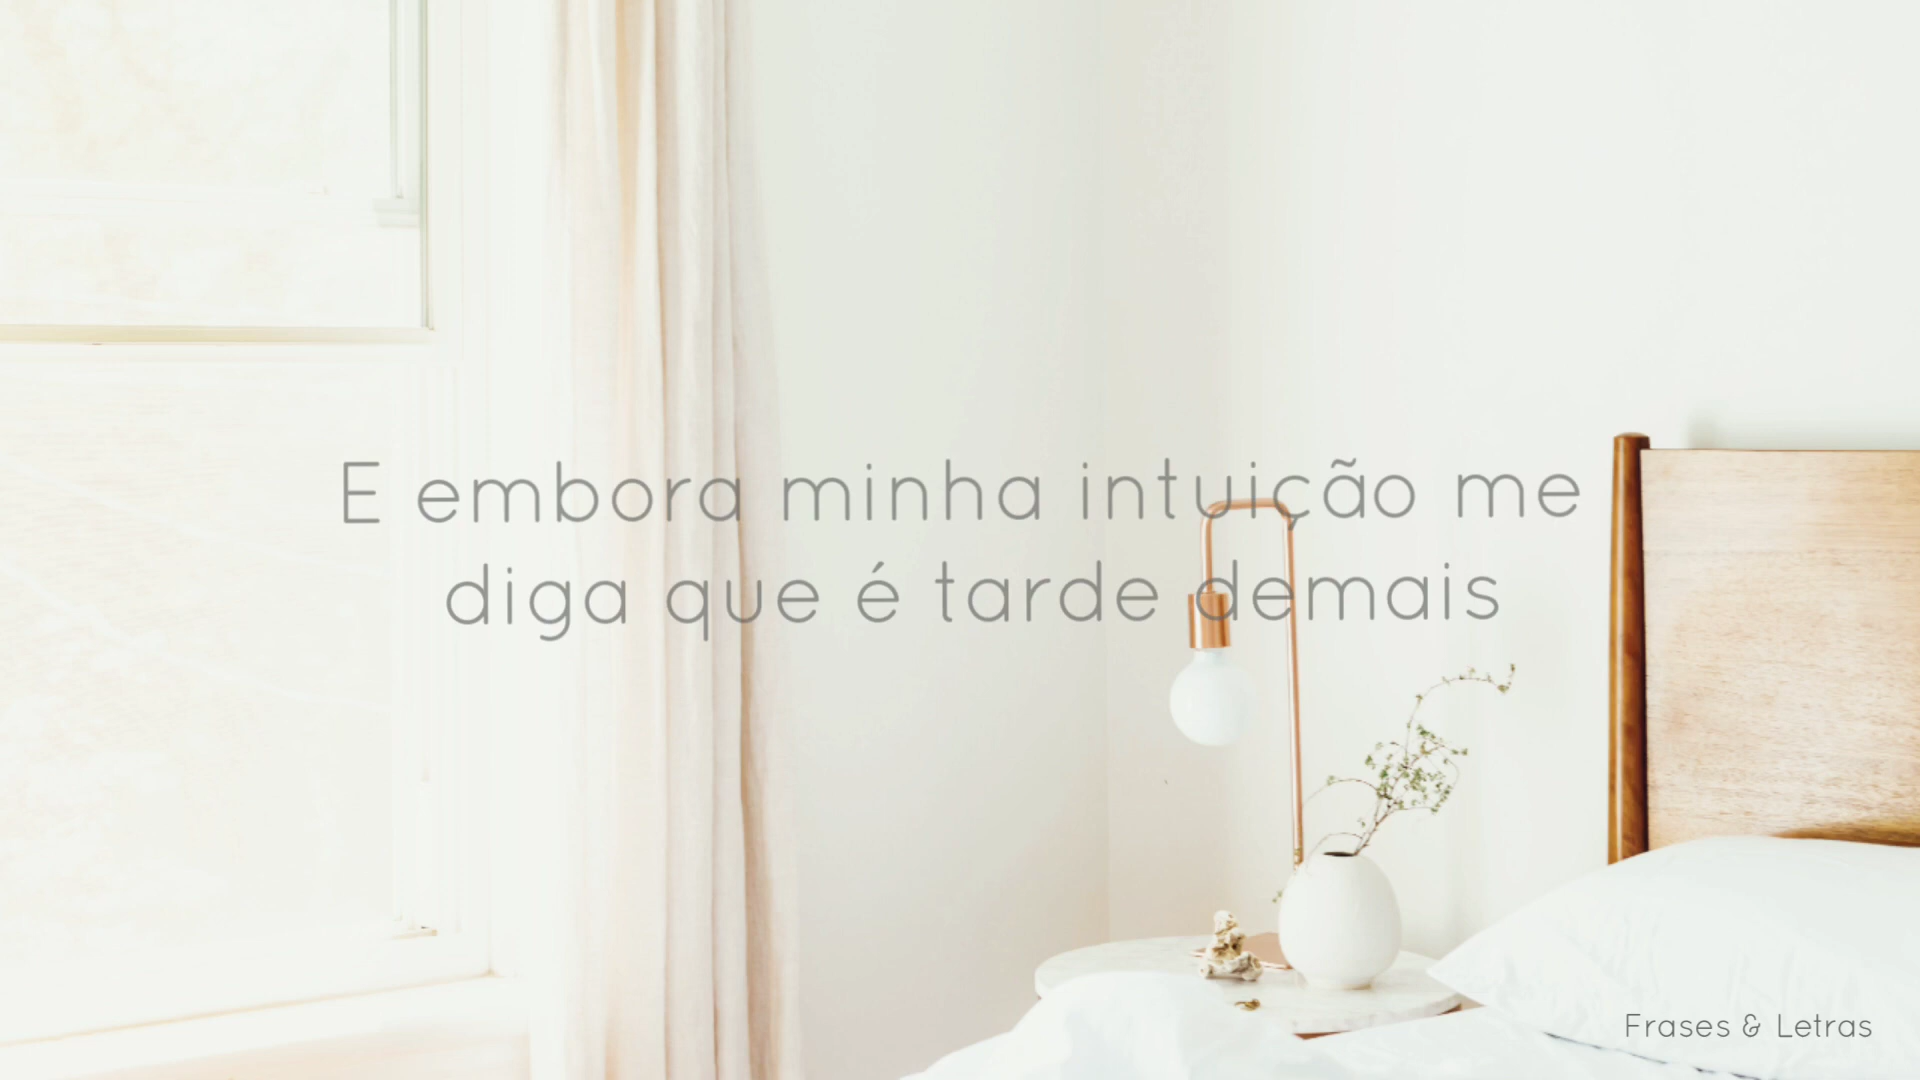 E embora minha intuição me
diga que é tarde demais
Frases & Letras